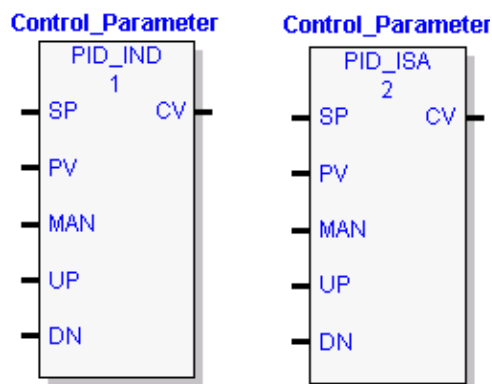 Control_Parameter
PID_IND
1
SP CV
PV
MAN
UP
DN
Control_Parameter
PID_ISA
2
SP CV
PV
MAN
UP
DN